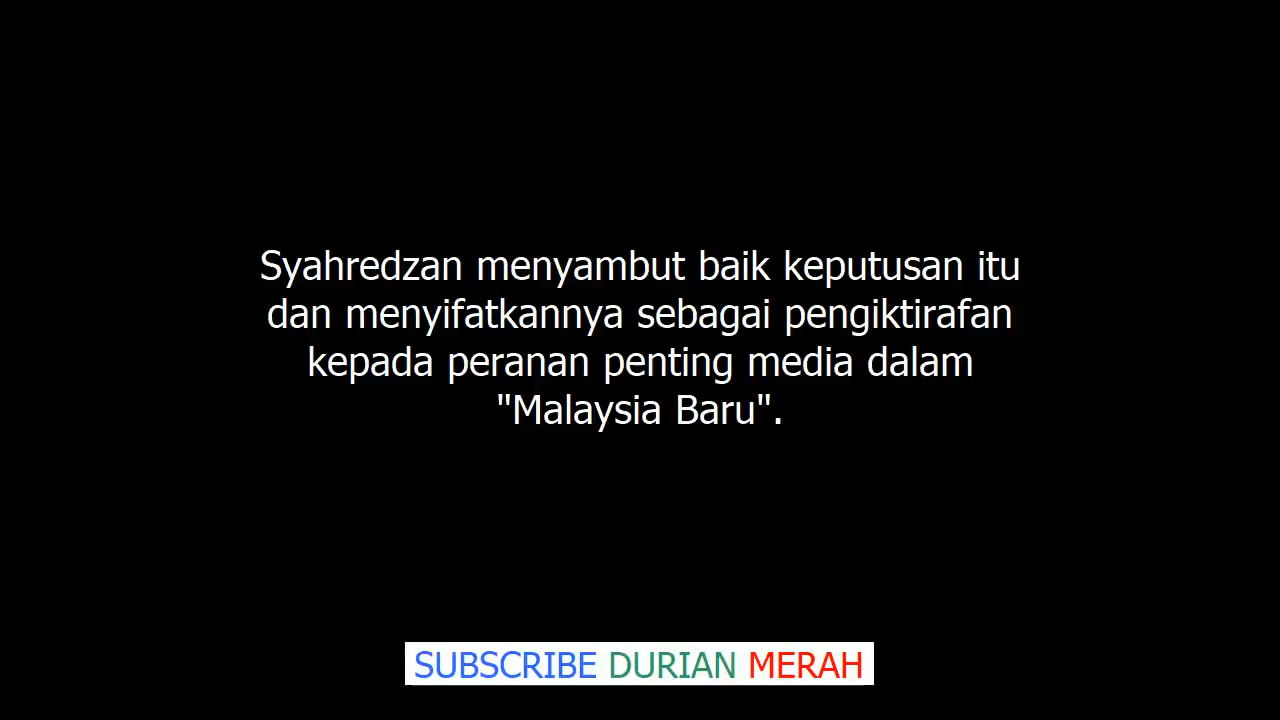 Syahredzan menyambut baik keputusan itu
dan menyifatkannya sebagai pengiktirafan
kepada peranan penting media dalam
"Malaysia Baru".
SUBSCRIBE DURIAN MERAH